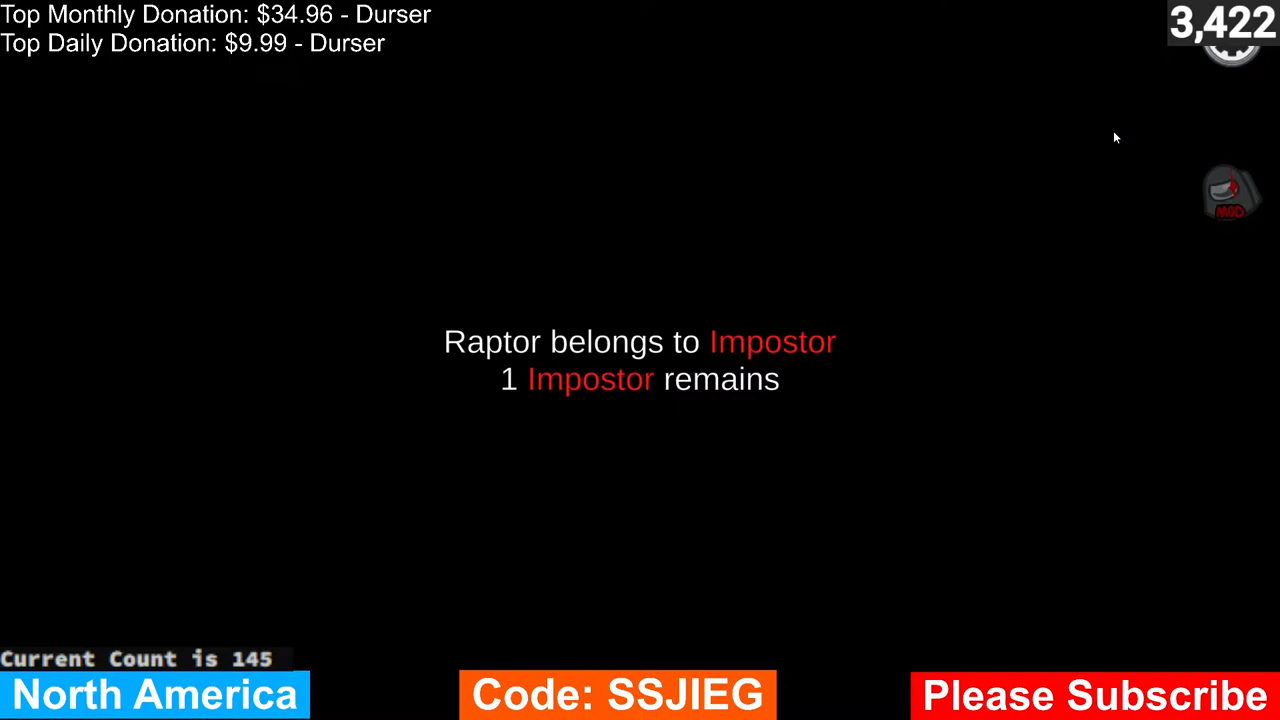 Top Monthly Donation: $34.96 - Durser
Top Daily Donation: $9.99 - Durser
3,422
MOD
Raptor belongs to Impostor
1 Impostor remains
Current Count is 145
North America
Code: SSJIEG
Please Subscribe